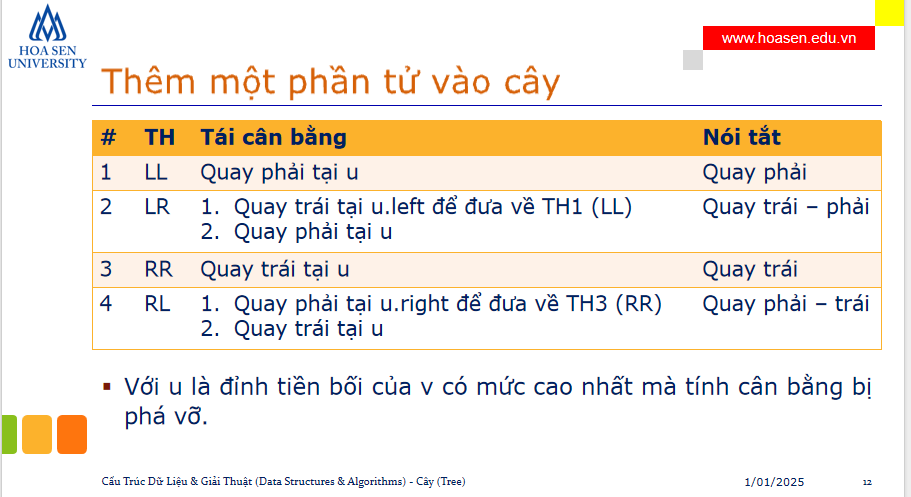 HOA SEN
UNIVERSITY
www.hoasen.edu.vn
Thêm một phần tử vào cây
# TH Tái cân bằng Nói tắt
1 LL Quay phải tại u Quay phải
2 LR 1. Quay trái tại u.left để đưa về TH1 (LL) Quay trái – phải
2. Quay phải tại u
3 RR Quay trái tại u Quay trái
4 RL 1. Quay phải tại u.right để đưa về TH3 (RR) Quay phải – trái
2. Quay trái tại u
▪ Với u là đỉnh tiền bối của v có mức cao nhất mà tính cân bằng bị
phá vỡ.
Cấu Trúc Dữ Liệu & Giải Thuật (Data Structures & Algorithms) - Cây (Tree) 1/01/2025 12